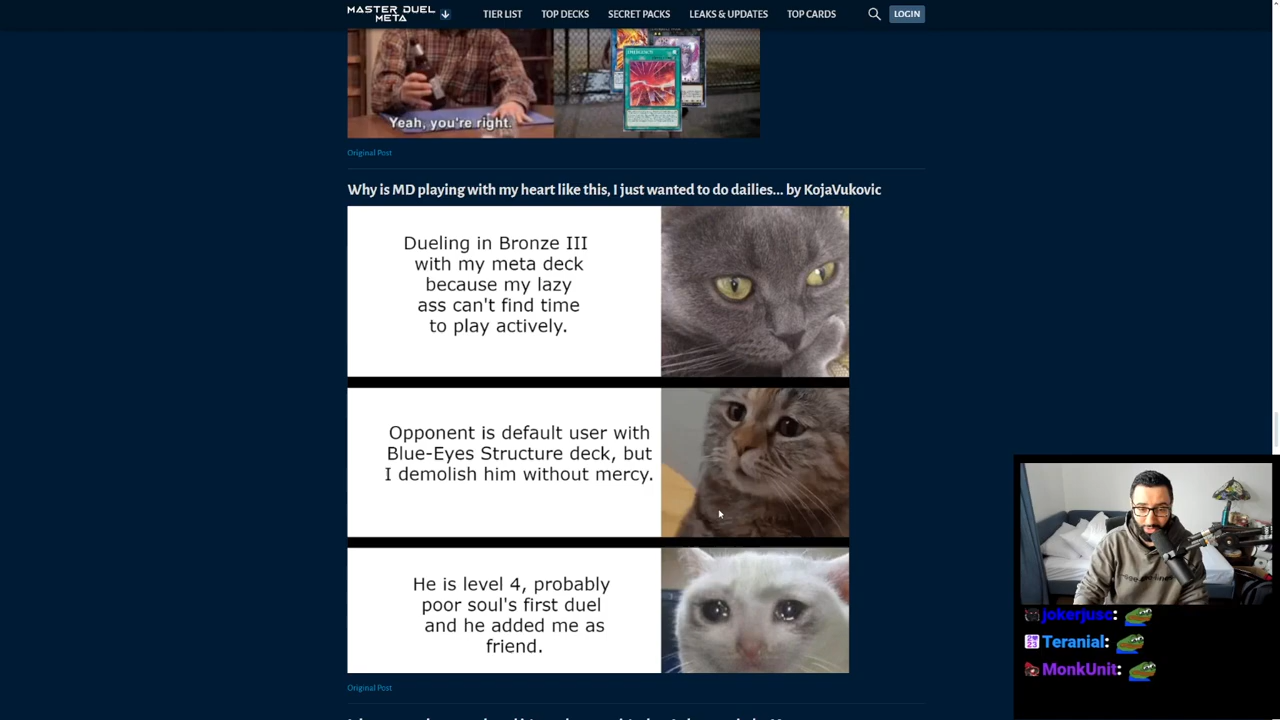 MASTER DUEL
META
TIER LIST
TOP DECKS
SECRET PACKS
LEAKS & UPDATES
TOP CARDS
LOGIN
Yeah, you're right.
Original Post
Why is MD playing with my heart like this, I just wanted to do dailies... by KojaVukovic
Dueling in Bronze III
with my meta deck
because my lazy
ass can't find time
to play actively.
Opponent is default user with
Blue-Eyes Structure deck, but
I demolish him without mercy.
He is level 4, probably
poor soul's first duel
and he added me as
friend.
Original Post
jokerjusc:
Teranial:
MonkUnit: